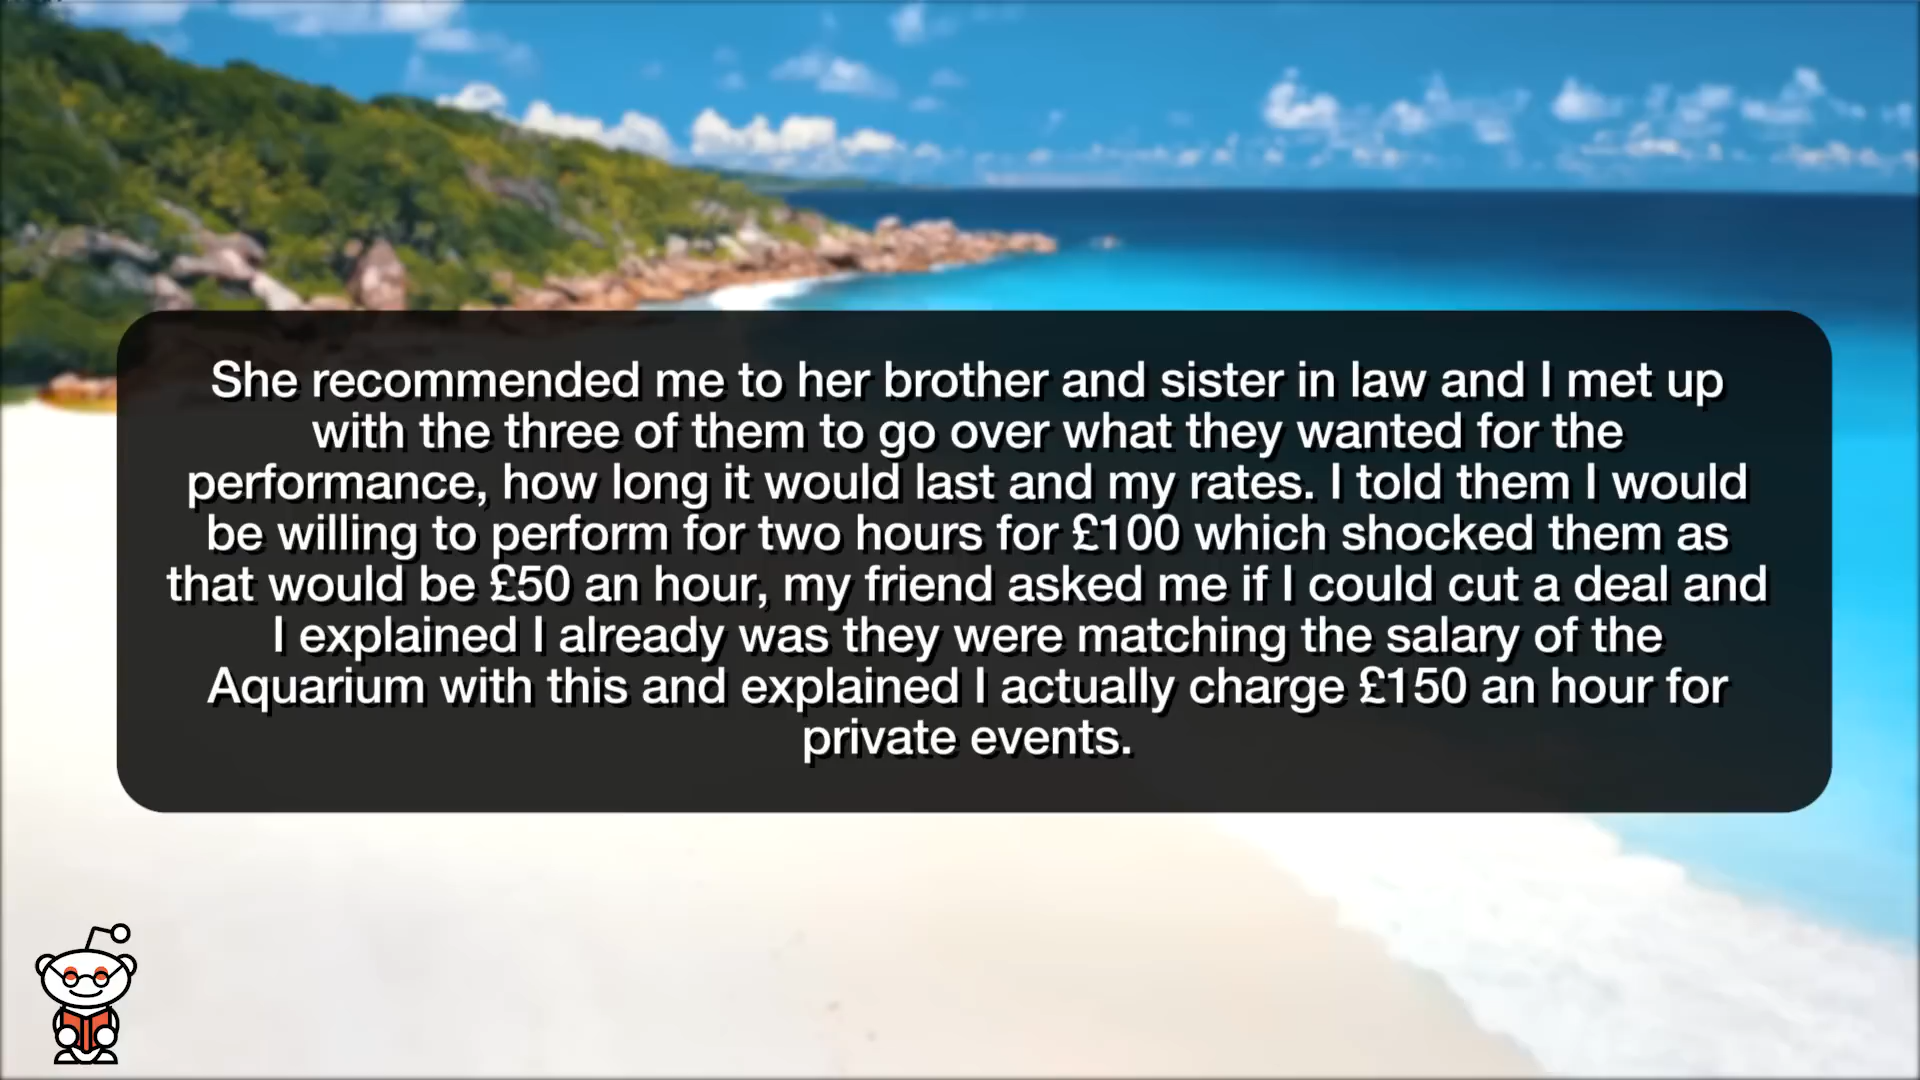 She recommended me to her brother and sister in law and I met up
with the three of them to go over what they wanted for the
performance, how long it would last and my rates. I told them I would
be willing to perform for two hours for £100 which shocked them as
that would be £50 an hour, my friend asked me if I could cut a deal and
I explained I already was they were matching the salary of the
Aquarium with this and explained I actually charge £150 an hour for
private events.